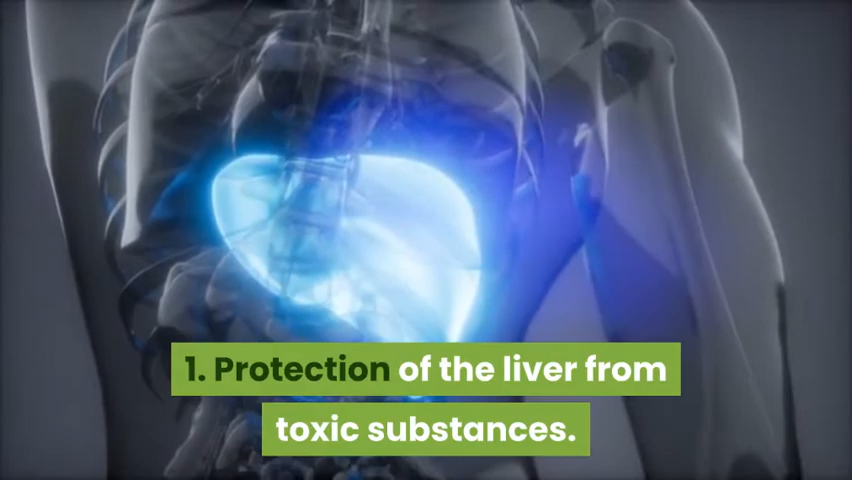 1. Protection of the liver from
toxic substances.